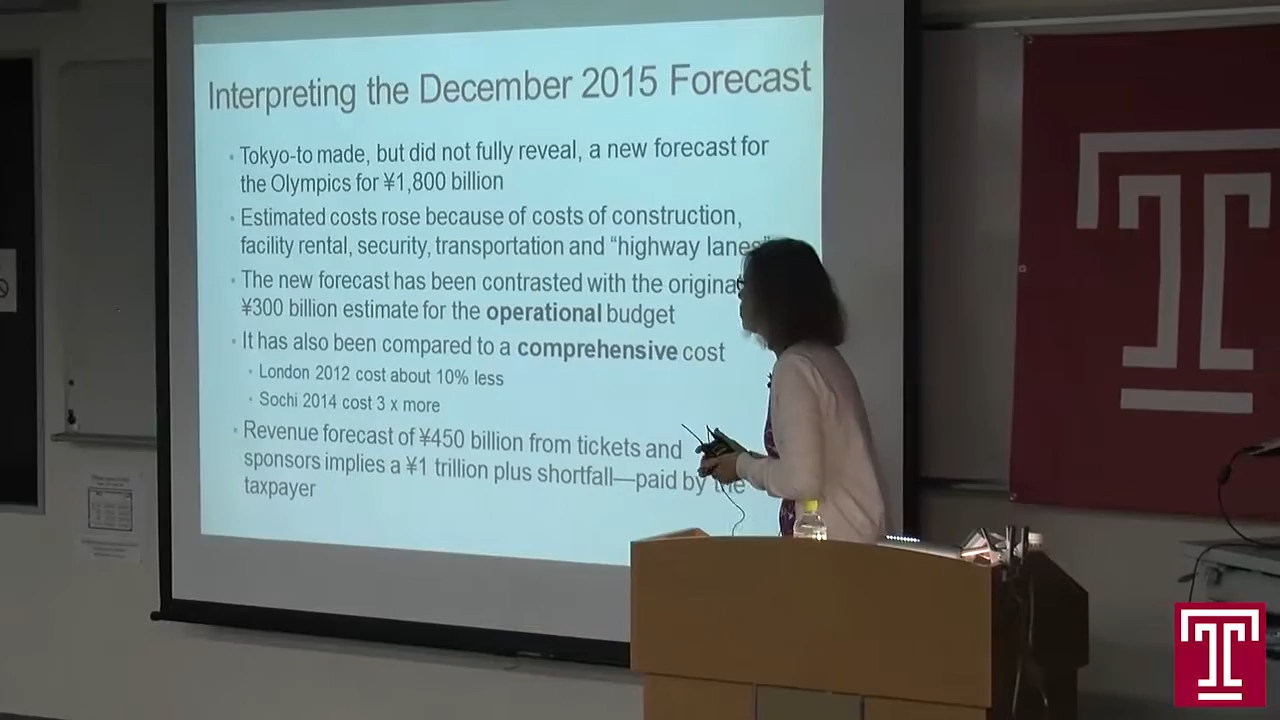 Interpreting the December 2015 Forecast
Tokyo-to made, but did not fully reveal, a new forecast for
the Olympics for ¥1,800 billion
Estimated costs rose because of costs of construction,
facility rental, security, transportation and “highway lanes”
The new forecast has been contrasted with the original
¥300 billion estimate for the operational budget
It has also been compared to a comprehensive cost
London 2012 cost about 10% less
Sochi 2014 cost 3 x more
Revenue forecast of ¥450 billion from tickets and
sponsors implies a ¥1 trillion plus shortfall—paid by the
taxpayer